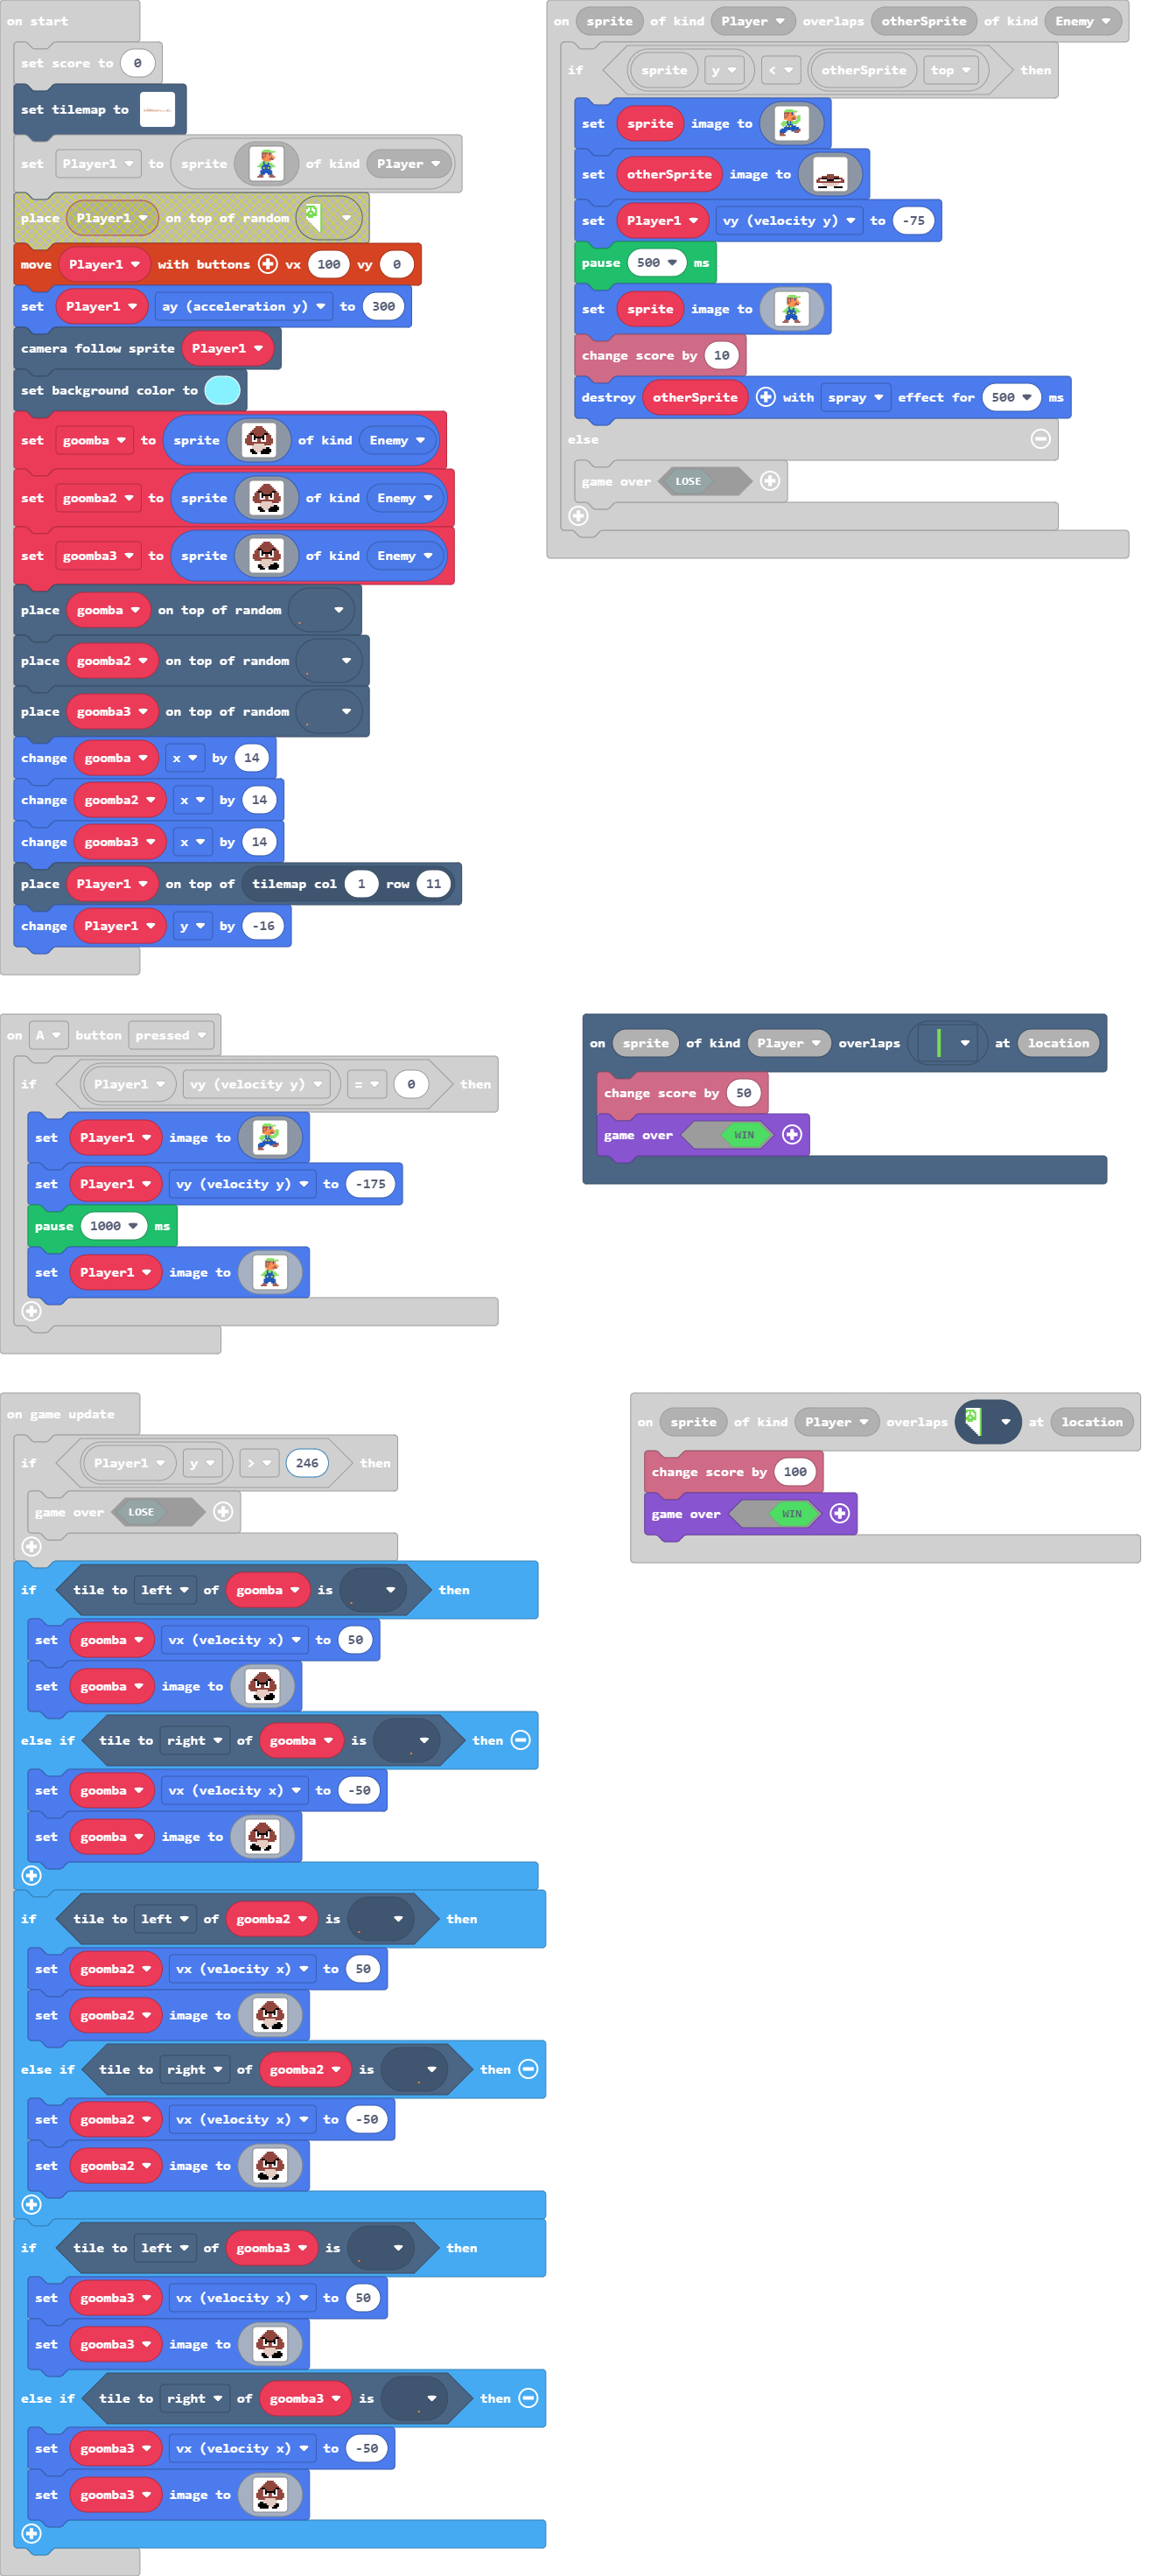 on start
set score to 0
set tilemap to
set Player1 to sprite of kind Player
place Player1 on top of random
move Player1 with buttons vx 100 vy 0
set Player1 ay (acceleration y) to 300
camera follow sprite Player1
set background color to
set goomba to sprite of kind Enemy
set goomba2 to sprite of kind Enemy
set goomba3 to sprite of kind Enemy
place goomba on top of random
place goomba2 on top of random
place goomba3 on top of random
change goomba x by 14
change goomba2 x by 14
change goomba3 x by 14
place Player1 on top of tilemap col 1 row 11
change Player1 y by -16
on sprite of kind Player overlaps otherSprite of kind Enemy
if sprite y < otherSprite top then
set sprite image to
set otherSprite image to
set Player1 vy (velocity y) to -75
pause 500 ms
set sprite image to
change score by 10
destroy otherSprite with spray effect for 500 ms
else
game over LOSE
on A button pressed
if Player1 vy (velocity y) = 0 then
set Player1 image to
set Player1 vy (velocity y) to -175
pause 1000 ms
set Player1 image to
on sprite of kind Player overlaps at location
change score by 50
game over WIN
on game update
if Player1 y > 246 then
game over LOSE
if tile to left of goomba is then
set goomba vx (velocity x) to 50
set goomba image to
else if tile to right of goomba is then
set goomba vx (velocity x) to -50
set goomba image to
if tile to left of goomba2 is then
set goomba2 vx (velocity x) to 50
set goomba2 image to
else if tile to right of goomba2 is then
set goomba2 vx (velocity x) to -50
set goomba2 image to
if tile to left of goomba3 is then
set goomba3 vx (velocity x) to 50
set goomba3 image to
else if tile to right of goomba3 is then
set goomba3 vx (velocity x) to -50
set goomba3 image to
on sprite of kind Player overlaps at location
change score by 100
game over WIN